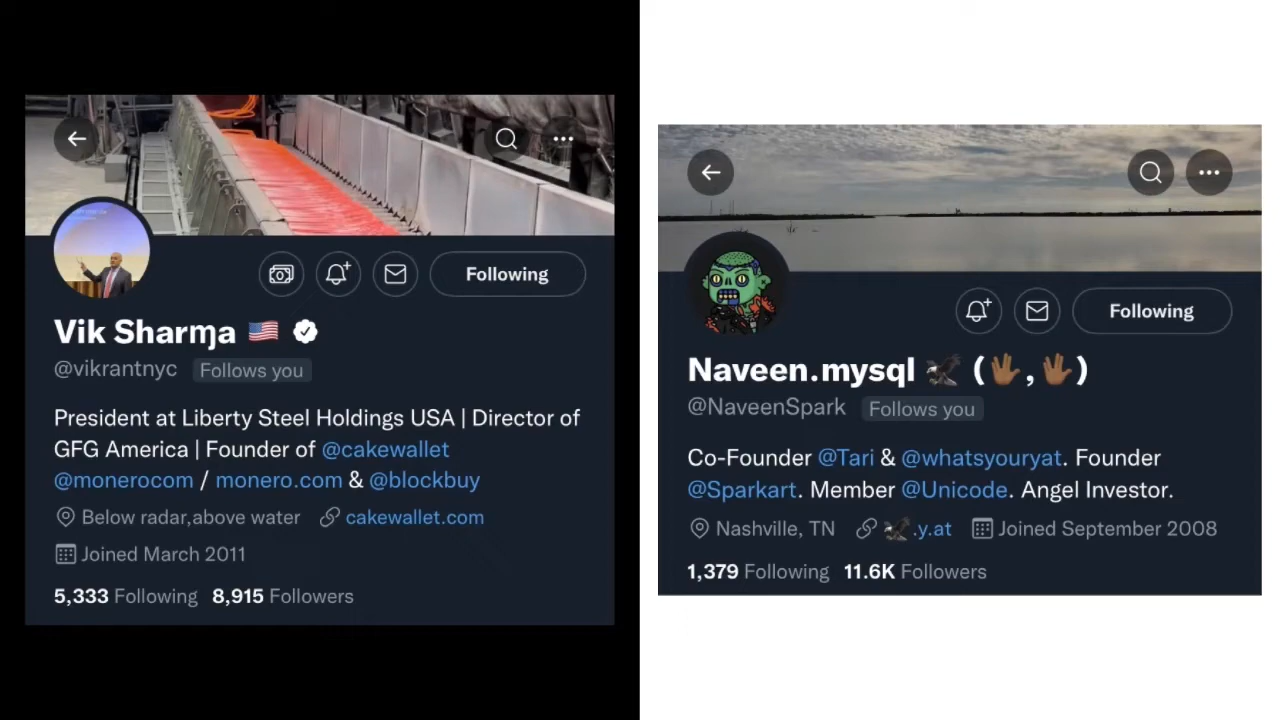 Following
Vik Sharɱa 🇺🇸
@vikrantnyc Follows you
President at Liberty Steel Holdings USA | Director of
GFG America | Founder of @cakewallet
@monerocom / monero.com & @blockbuy
Below radar,above water cakewallet.com
Joined March 2011
5,333 Following 8,915 Followers
Following
Naveen.mysql 🦅 (🖖🏾,🖖🏾)
@NaveenSpark Follows you
Co-Founder @Tari & @whatsyouryat. Founder
@Sparkart. Member @Unicode. Angel Investor.
Nashville, TN 🦅.y.at Joined September 2008
1,379 Following 11.6K Followers